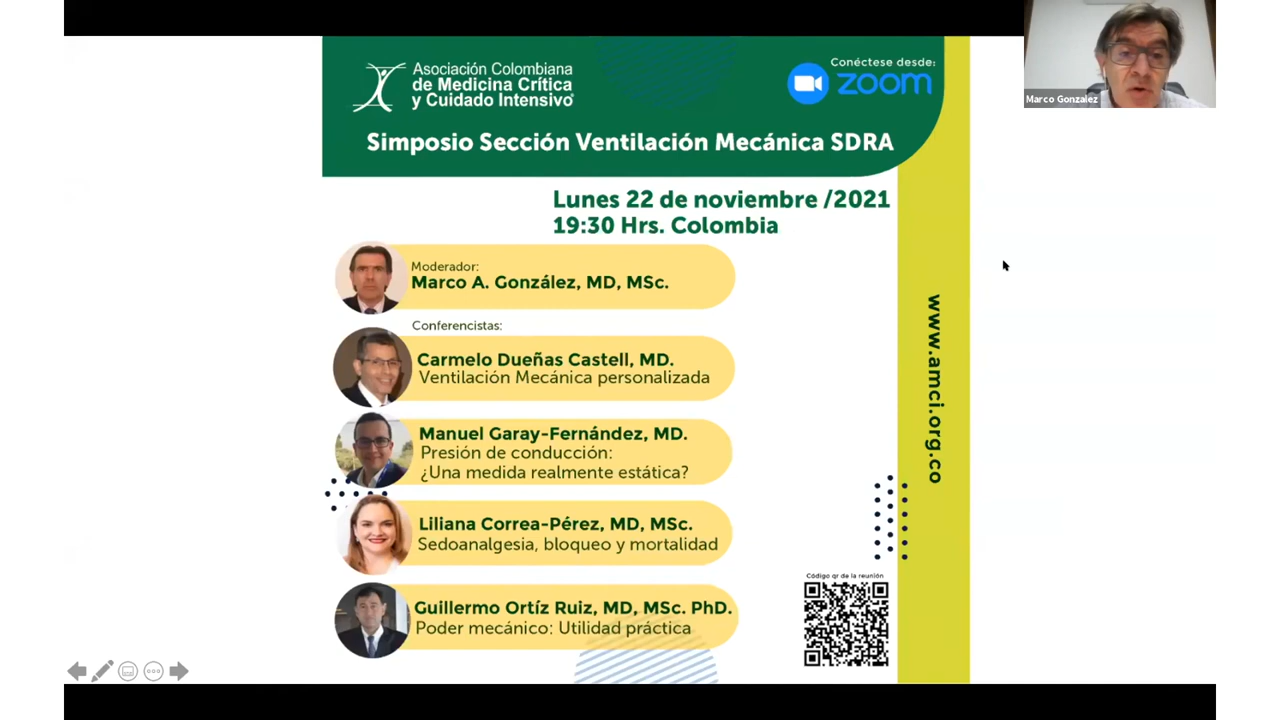 Asociación Colombiana
de Medicina Crítica
y Cuidado Intensivo
Conéctese desde:
zoom
Marco Gonzalez
Simposio Sección Ventilación Mecánica SDRA
Lunes 22 de noviembre /2021
19:30 Hrs. Colombia
Moderador:
Marco A. González, MD, MSc.
Conferencistas:
Carmelo Dueñas Castell, MD.
Ventilación Mecánica personalizada
Manuel Garay-Fernández, MD.
Presión de conducción:
¿Una medida realmente estática?
Liliana Correa-Pérez, MD, MSc.
Sedoanalgesia, bloqueo y mortalidad
Guillermo Ortíz Ruiz, MD, MSc. PhD.
Poder mecánico: Utilidad práctica
www.amci.org.co
Código qr de la reunión